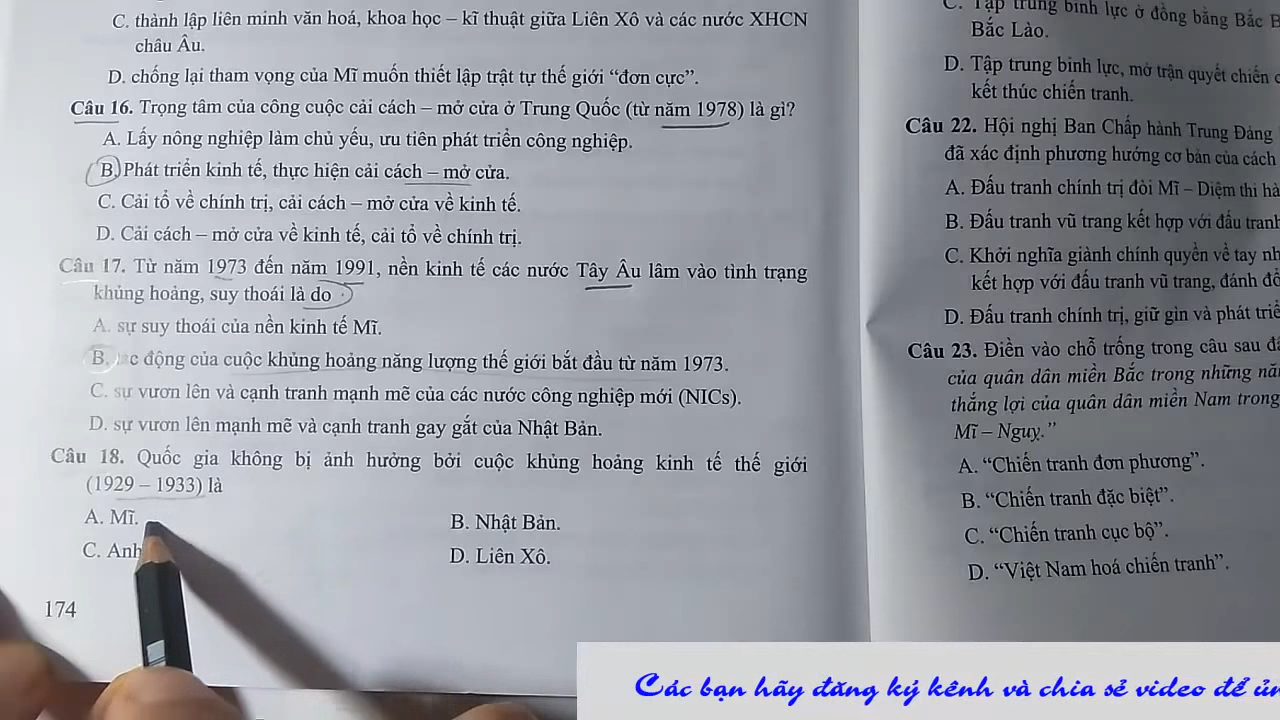 C. thành lập liên minh văn hoá, khoa học – kĩ thuật giữa Liên Xô và các nước XHCN
châu Âu.
D. chống lại tham vọng của Mĩ muốn thiết lập trật tự thế giới “đơn cực”.
Câu 16. Trọng tâm của công cuộc cải cách – mở cửa ở Trung Quốc (từ năm 1978) là gì?
A. Lấy nông nghiệp làm chủ yếu, ưu tiên phát triển công nghiệp.
B. Phát triển kinh tế, thực hiện cải cách – mở cửa.
C. Cải tổ về chính trị, cải cách – mở cửa về kinh tế.
D. Cải cách – mở cửa về kinh tế, cải tổ về chính trị.
Câu 17. Từ năm 1973 đến năm 1991, nền kinh tế các nước Tây Âu lâm vào tình trạng
khủng hoảng, suy thoái là do
A. sự suy thoái của nền kinh tế Mĩ.
B. động của cuộc khủng hoảng năng lượng thế giới bắt đầu từ năm 1973.
C. sự vươn lên và cạnh tranh mạnh mẽ của các nước công nghiệp mới (NICs).
D. sự vươn lên mạnh mẽ và cạnh tranh gay gắt của Nhật Bản.
Câu 18. Quốc gia không bị ảnh hưởng bởi cuộc khủng hoảng kinh tế thế giới
(1929 – 1933) là
A. Mĩ.
B. Nhật Bản.
C. Anh
D. Liên Xô.
174
C. Tập trung binh lực ở đồng bằng Bắc
Bắc Lào.
D. Tập trung binh lực, mở trận quyết chiến
kết thúc chiến tranh.
Câu 22. Hội nghị Ban Chấp hành Trung Đảng
đã xác định phương hướng cơ bản của cách
A. Đấu tranh chính trị đòi Mĩ – Diệm thi
B. Đấu tranh vũ trang kết hợp với đấu
C. Khởi nghĩa giành chính quyền về tay
kết hợp với đấu tranh vũ trang, đánh
D. Đấu tranh chính trị, giữ gìn và phát
Câu 23. Điền vào chỗ trống trong câu sau
của quân dân miền Bắc trong những
thắng lợi của quân dân miền Nam trong
Mĩ – Nguỵ.”
A. “Chiến tranh đơn phương”.
B. “Chiến tranh đặc biệt”.
C. “Chiến tranh cục bộ”.
D. “Việt Nam hoá chiến tranh”.
Các bạn hãy đăng ký kênh và chia sẻ video để